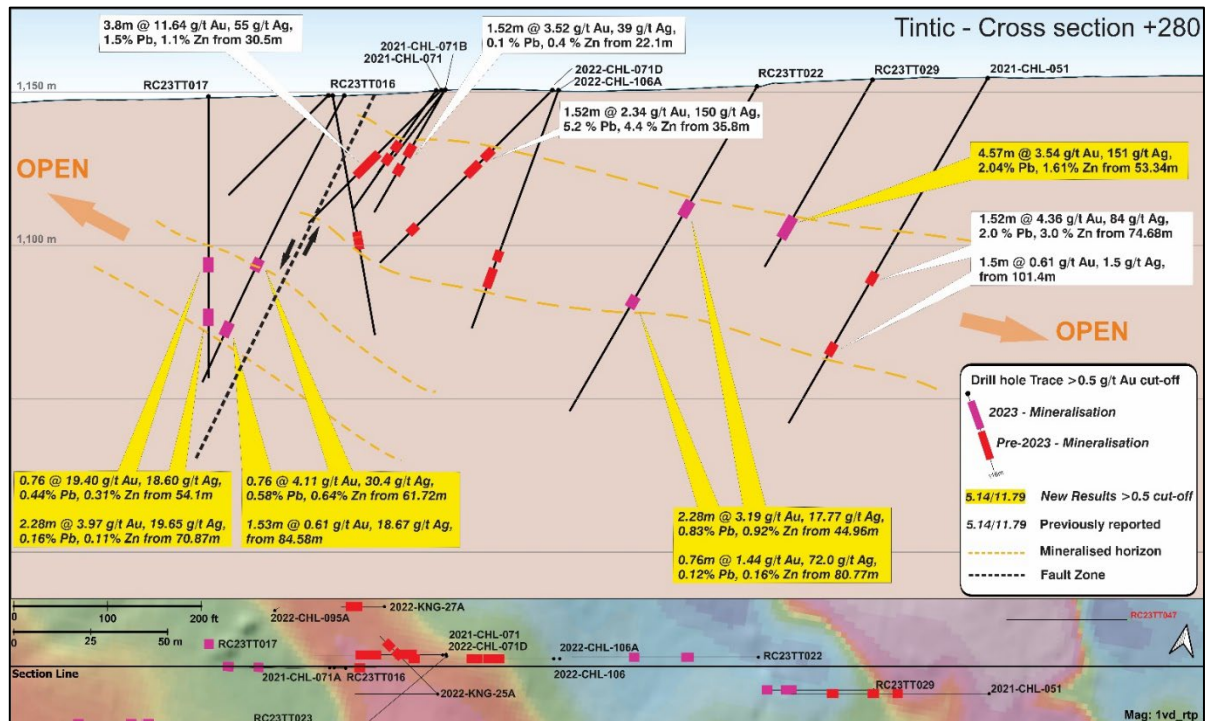 Tintic - Cross section +280
3.8m @ 11.64 g/t Au, 55 g/t Ag,
1.5% Pb, 1.1% Zn from 30.5m
1.52m @ 3.52 g/t Au, 39 g/t Ag,
0.1 % Pb, 0.4 % Zn from 22.1m
2021-CHL-071B
2021-CHL-071
2022-CHL-071D
2022-CHL-106A
RC23TT017
RC23TT016
RC23TT022
RC23TT029
2021-CHL-051
1,150 m
1.52m @ 2.34 g/t Au, 150 g/t Ag,
5.2 % Pb, 4.4 % Zn from 35.8m
OPEN
4.57m @ 3.54 g/t Au, 151 g/t Ag,
2.04% Pb, 1.61% Zn from 53.34m
1,100 m
1.52m @ 4.36 g/t Au, 84 g/t Ag,
2.0 % Pb, 3.0 % Zn from 74.68m
1.5m @ 0.61 g/t Au, 1.5 g/t Ag,
from 101.4m
OPEN
Drill hole Trace >0.5 g/t Au cut-off
2023 - Mineralisation
Pre-2023 - Mineralisation
118m
5.14/11.79 New Results >0.5 cut-off
5.14/11.79 Previously reported
Mineralised horizon
Fault Zone
0.76 @ 19.40 g/t Au, 18.60 g/t Ag,
0.44% Pb, 0.31% Zn from 54.1m
2.28m @ 3.97 g/t Au, 19.65 g/t Ag,
0.16% Pb, 0.11% Zn from 70.87m
0.76 @ 4.11 g/t Au, 30.4 g/t Ag,
0.58% Pb, 0.64% Zn from 61.72m
1.53m @ 0.61 g/t Au, 18.67 g/t Ag,
from 84.58m
2.28m @ 3.19 g/t Au, 17.77 g/t Ag,
0.83% Pb, 0.92% Zn from 44.96m
0.76m @ 1.44 g/t Au, 72.0 g/t Ag,
0.12% Pb, 0.16% Zn from 80.77m
0 100 200 ft
0 25 50 m
2022-CHL-095A
2022-KNG-27A
RC23TT047
RC23TT017
2021-CHL-071
2022-CHL-071D
2022-CHL-106A
RC23TT022
Section Line
2021-CHL-071A
RC23TT016
2022-CHL-106
RC23TT029
2021-CHL-051
2022-KNG-25A
RC23TT023
Mag: 1vd_rtp